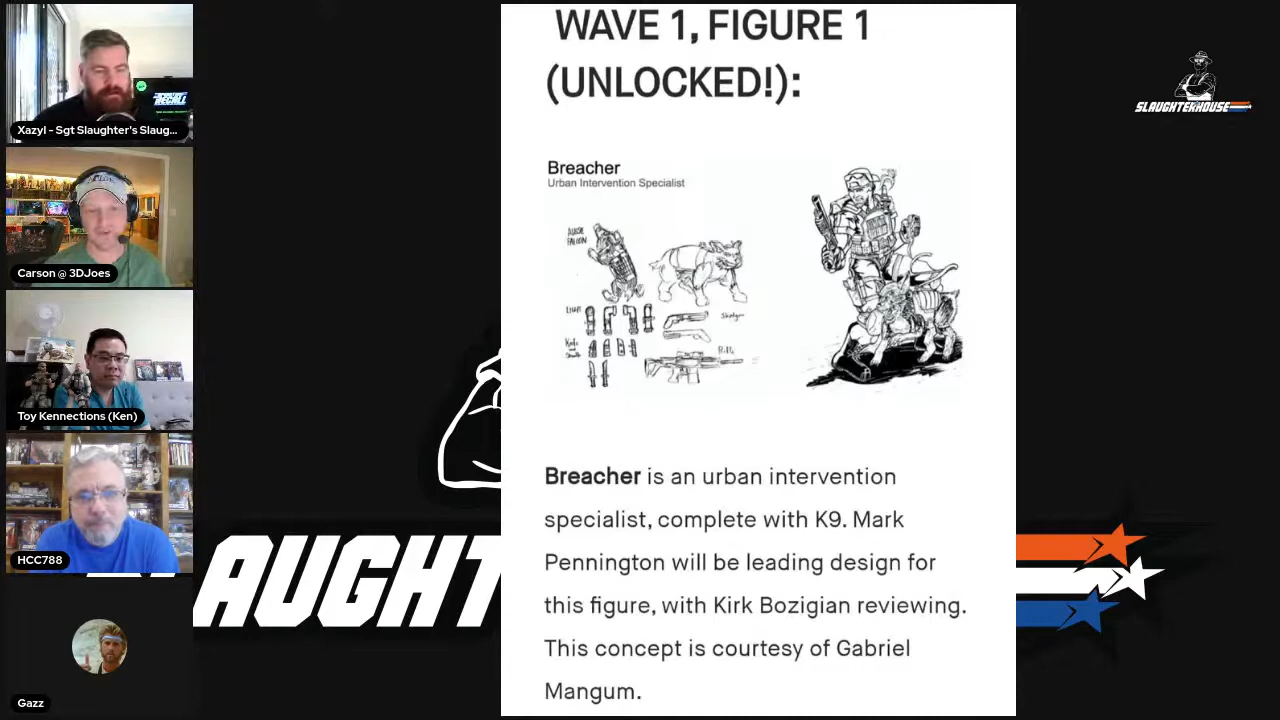 WAVE 1, FIGURE 1
(UNLOCKED!):
Breacher
Urban Intervention Specialist
Shotgun
Breacher is an urban intervention
specialist, complete with K9. Mark
Pennington will be leading design for
this figure, with Kirk Bozigian reviewing.
This concept is courtesy of Gabriel
Mangum.
Xazyl - Sgt Slaughter's Slaug...
Carson @ 3DJoes
Toy Kennections (Ken)
HCC788
Gazz
SLAUGHTERHOUSE
AUGHT